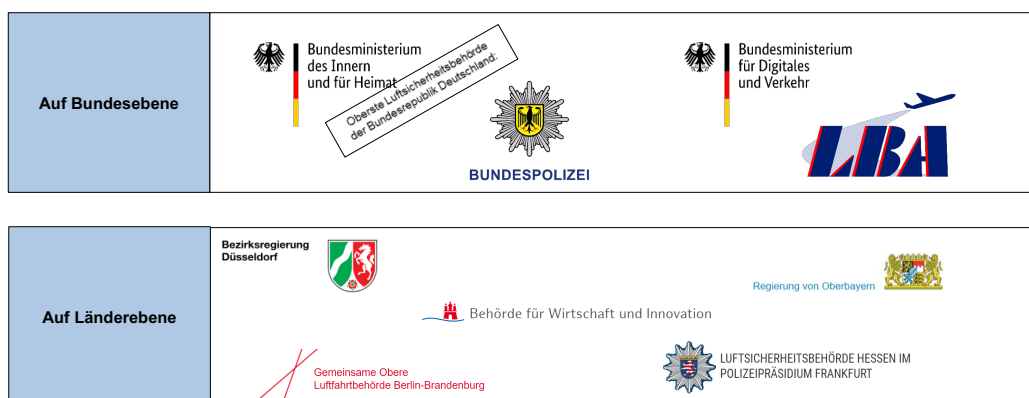 Auf Bundesebene
Bundesministerium
des Innern
und für Heimat
Oberste Luftsicherheitsbehörde
der Bundesrepublik Deutschland:
BUNDESPOLIZEI
Bundesministerium
für Digitales
und Verkehr
LBA
Auf Länderebene
Bezirksregierung
Düsseldorf
Regierung von Oberbayern
Behörde für Wirtschaft und Innovation
Gemeinsame Obere
Luftfahrtbehörde Berlin-Brandenburg
LUFTSICHERHEITSBEHÖRDE HESSEN IM
POLIZEIPRÄSIDIUM FRANKFURT